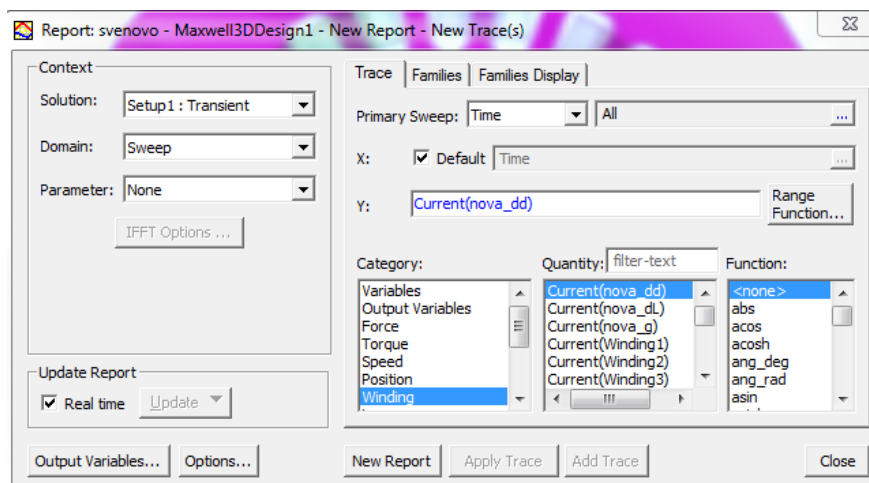 Report: svenovo - Maxwell3DDesign1 - New Report - New Trace(s)
Context
Solution: Setup1 : Transient
Domain: Sweep
Parameter: None
IFFT Options ...
Update Report
Real time Update
Output Variables... Options...
Trace Families Families Display
Primary Sweep: Time All ...
X: Default Time ...
Y: Current(nova_dd) Range Function...
Category:
Variables
Output Variables
Force
Torque
Speed
Position
Winding
Quantity: filter-text
Current(nova_dd)
Current(nova_dL)
Current(nova_g)
Current(Winding1)
Current(Winding2)
Current(Winding3)
Function:
<none>
abs
acos
acosh
ang_deg
ang_rad
asin
New Report Apply Trace Add Trace Close